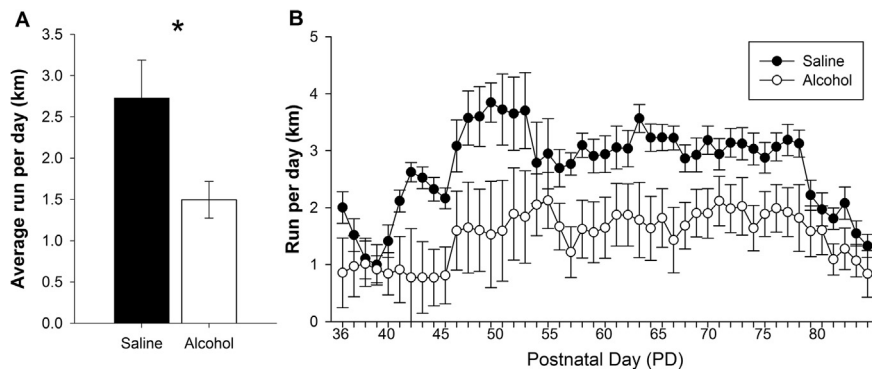 A
*
Average run per day (km)
3.5
3.0
2.5
2.0
1.5
1.0
0.5
0.0
Saline
Alcohol
B
Run per day (km)
5
4
3
2
1
0
Saline
Alcohol
36 40 45 50 55 60 65 70 75 80
Postnatal Day (PD)